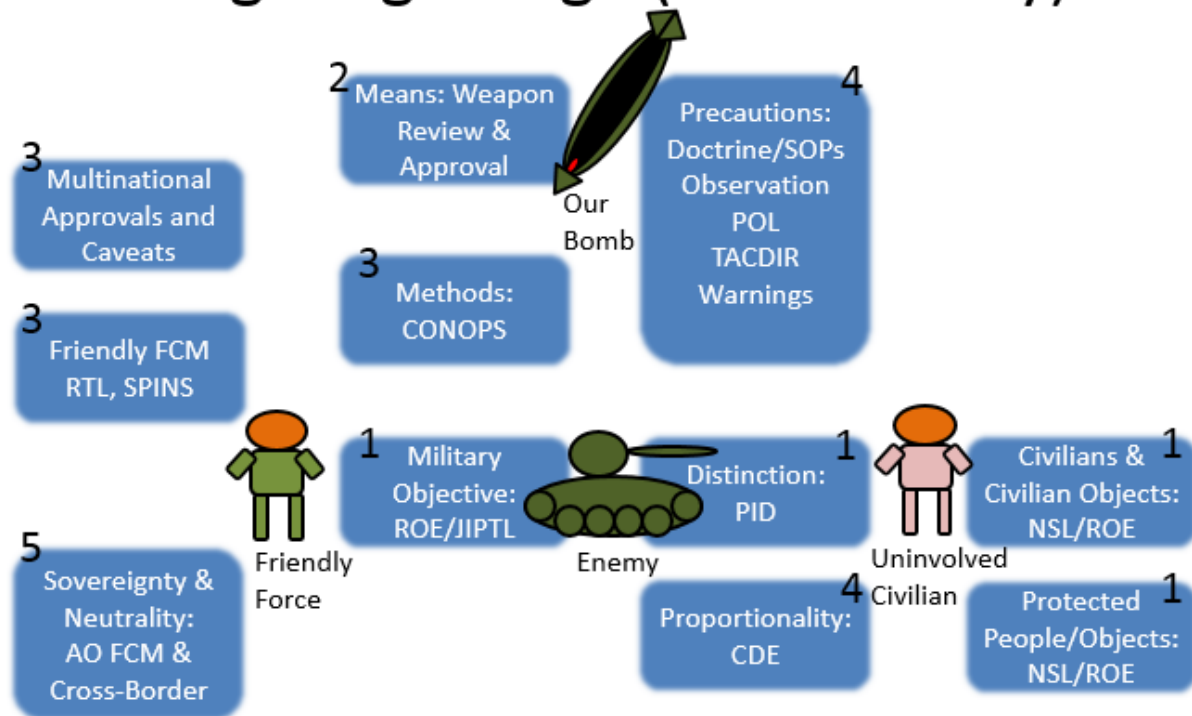 2
Means: Weapon
Review &
Approval
4
Precautions:
Doctrine/SOPs
Observation
POL
TACDIR
Warnings
3
Multinational
Approvals and
Caveats
Our
Bomb
3
Methods:
CONOPS
3
Friendly FCM
RTL, SPINS
1
Military
Objective:
ROE/JIPTL
1
Distinction:
PID
1
Civilians &
Civilian Objects:
NSL/ROE
Friendly
Force
Enemy
Uninvolved
Civilian
5
Sovereignty &
Neutrality:
AO FCM &
Cross-Border
4
Proportionality:
CDE
1
Protected
People/Objects:
NSL/ROE